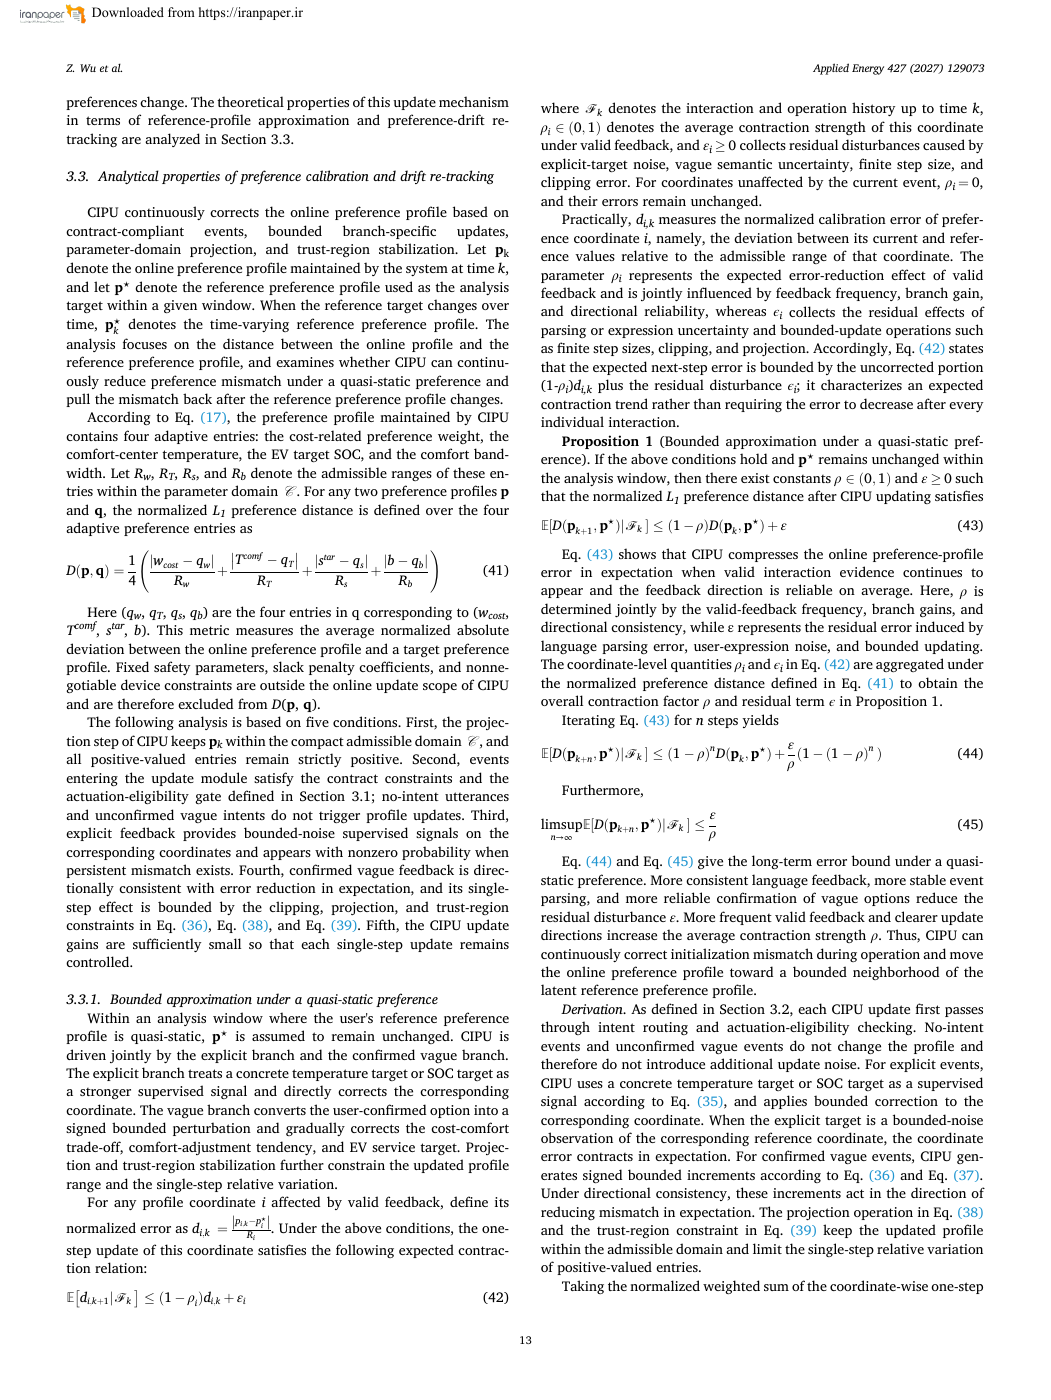 iranpaper Downloaded from https://iranpaper.ir
Z. Wu et al.
Applied Energy 427 (2027) 129073
preferences change. The theoretical properties of this update mechanism
in terms of reference-profile approximation and preference-drift re-
tracking are analyzed in Section 3.3.
3.3. Analytical properties of preference calibration and drift re-tracking
CIPU continuously corrects the online preference profile based on
contract-compliant events, bounded branch-specific updates,
parameter-domain projection, and trust-region stabilization. Let p_k
denote the online preference profile maintained by the system at time k,
and let p* denote the reference preference profile used as the analysis
target within a given window. When the reference target changes over
time, p_k^* denotes the time-varying reference preference profile. The
analysis focuses on the distance between the online profile and the
reference preference profile, and examines whether CIPU can continu-
ously reduce preference mismatch under a quasi-static preference and
pull the mismatch back after the reference preference profile changes.
According to Eq. (17), the preference profile maintained by CIPU
contains four adaptive entries: the cost-related preference weight, the
comfort-center temperature, the EV target SOC, and the comfort band-
width. Let R_w, R_T, R_s, and R_b denote the admissible ranges of these en-
tries within the parameter domain 𝒞. For any two preference profiles p
and q, the normalized L_1 preference distance is defined over the four
adaptive preference entries as
D(p, q) = 1/4 ( |w_cost − q_w|/R_w + |T^comf − q_T|/R_T + |s^tar − q_s|/R_s + |b − q_b|/R_b ) (41)
Here (q_w, q_T, q_s, q_b) are the four entries in q corresponding to (w_cost,
T^comf, s^tar, b). This metric measures the average normalized absolute
deviation between the online preference profile and a target preference
profile. Fixed safety parameters, slack penalty coefficients, and nonne-
gotiable device constraints are outside the online update scope of CIPU
and are therefore excluded from D(p, q).
The following analysis is based on five conditions. First, the projec-
tion step of CIPU keeps p_k within the compact admissible domain 𝒞, and
all positive-valued entries remain strictly positive. Second, events
entering the update module satisfy the contract constraints and the
actuation-eligibility gate defined in Section 3.1; no-intent utterances
and unconfirmed vague intents do not trigger profile updates. Third,
explicit feedback provides bounded-noise supervised signals on the
corresponding coordinates and appears with nonzero probability when
persistent mismatch exists. Fourth, confirmed vague feedback is direc-
tionally consistent with error reduction in expectation, and its single-
step effect is bounded by the clipping, projection, and trust-region
constraints in Eq. (36), Eq. (38), and Eq. (39). Fifth, the CIPU update
gains are sufficiently small so that each single-step update remains
controlled.
3.3.1. Bounded approximation under a quasi-static preference
Within an analysis window where the user's reference preference
profile is quasi-static, p* is assumed to remain unchanged. CIPU is
driven jointly by the explicit branch and the confirmed vague branch.
The explicit branch treats a concrete temperature target or SOC target as
a stronger supervised signal and directly corrects the corresponding
coordinate. The vague branch converts the user-confirmed option into a
signed bounded perturbation and gradually corrects the cost-comfort
trade-off, comfort-adjustment tendency, and EV service target. Projec-
tion and trust-region stabilization further constrain the updated profile
range and the single-step relative variation.
For any profile coordinate i affected by valid feedback, define its
normalized error as d_{i,k} = |p_{i,k} − p_i^*|/R_i. Under the above conditions, the one-
step update of this coordinate satisfies the following expected contrac-
tion relation:
𝔼[d_{i,k+1}|ℱ_k] ≤ (1 − ρ_i)d_{i,k} + ε_i (42)
where ℱ_k denotes the interaction and operation history up to time k,
ρ_i ∈ (0, 1) denotes the average contraction strength of this coordinate
under valid feedback, and ε_i ≥ 0 collects residual disturbances caused by
explicit-target noise, vague semantic uncertainty, finite step size, and
clipping error. For coordinates unaffected by the current event, ρ_i = 0,
and their errors remain unchanged.
Practically, d_{i,k} measures the normalized calibration error of prefer-
ence coordinate i, namely, the deviation between its current and refer-
ence values relative to the admissible range of that coordinate. The
parameter ρ_i represents the expected error-reduction effect of valid
feedback and is jointly influenced by feedback frequency, branch gain,
and directional reliability, whereas ϵ_i collects the residual effects of
parsing or expression uncertainty and bounded-update operations such
as finite step sizes, clipping, and projection. Accordingly, Eq. (42) states
that the expected next-step error is bounded by the uncorrected portion
(1-ρ_i)d_{i,k} plus the residual disturbance ϵ_i; it characterizes an expected
contraction trend rather than requiring the error to decrease after every
individual interaction.
Proposition 1 (Bounded approximation under a quasi-static pref-
erence). If the above conditions hold and p* remains unchanged within
the analysis window, then there exist constants ρ ∈ (0, 1) and ε ≥ 0 such
that the normalized L_1 preference distance after CIPU updating satisfies
𝔼[D(p_{k+1}, p*)|ℱ_k] ≤ (1 − ρ)D(p_k, p*) + ε (43)
Eq. (43) shows that CIPU compresses the online preference-profile
error in expectation when valid interaction evidence continues to
appear and the feedback direction is reliable on average. Here, ρ is
determined jointly by the valid-feedback frequency, branch gains, and
directional consistency, while ε represents the residual error induced by
language parsing error, user-expression noise, and bounded updating.
The coordinate-level quantities ρ_i and ϵ_i in Eq. (42) are aggregated under
the normalized preference distance defined in Eq. (41) to obtain the
overall contraction factor ρ and residual term ϵ in Proposition 1.
Iterating Eq. (43) for n steps yields
𝔼[D(p_{k+n}, p*)|ℱ_k] ≤ (1 − ρ)^n D(p_k, p*) + ε/ρ (1 − (1 − ρ)^n) (44)
Furthermore,
limsup_{n→∞} 𝔼[D(p_{k+n}, p*)|ℱ_k] ≤ ε/ρ (45)
Eq. (44) and Eq. (45) give the long-term error bound under a quasi-
static preference. More consistent language feedback, more stable event
parsing, and more reliable confirmation of vague options reduce the
residual disturbance ε. More frequent valid feedback and clearer update
directions increase the average contraction strength ρ. Thus, CIPU can
continuously correct initialization mismatch during operation and move
the online preference profile toward a bounded neighborhood of the
latent reference preference profile.
Derivation. As defined in Section 3.2, each CIPU update first passes
through intent routing and actuation-eligibility checking. No-intent
events and unconfirmed vague events do not change the profile and
therefore do not introduce additional update noise. For explicit events,
CIPU uses a concrete temperature target or SOC target as a supervised
signal according to Eq. (35), and applies bounded correction to the
corresponding coordinate. When the explicit target is a bounded-noise
observation of the corresponding reference coordinate, the coordinate
error contracts in expectation. For confirmed vague events, CIPU gen-
erates signed bounded increments according to Eq. (36) and Eq. (37).
Under directional consistency, these increments act in the direction of
reducing mismatch in expectation. The projection operation in Eq. (38)
and the trust-region constraint in Eq. (39) keep the updated profile
within the admissible domain and limit the single-step relative variation
of positive-valued entries.
Taking the normalized weighted sum of the coordinate-wise one-step
13